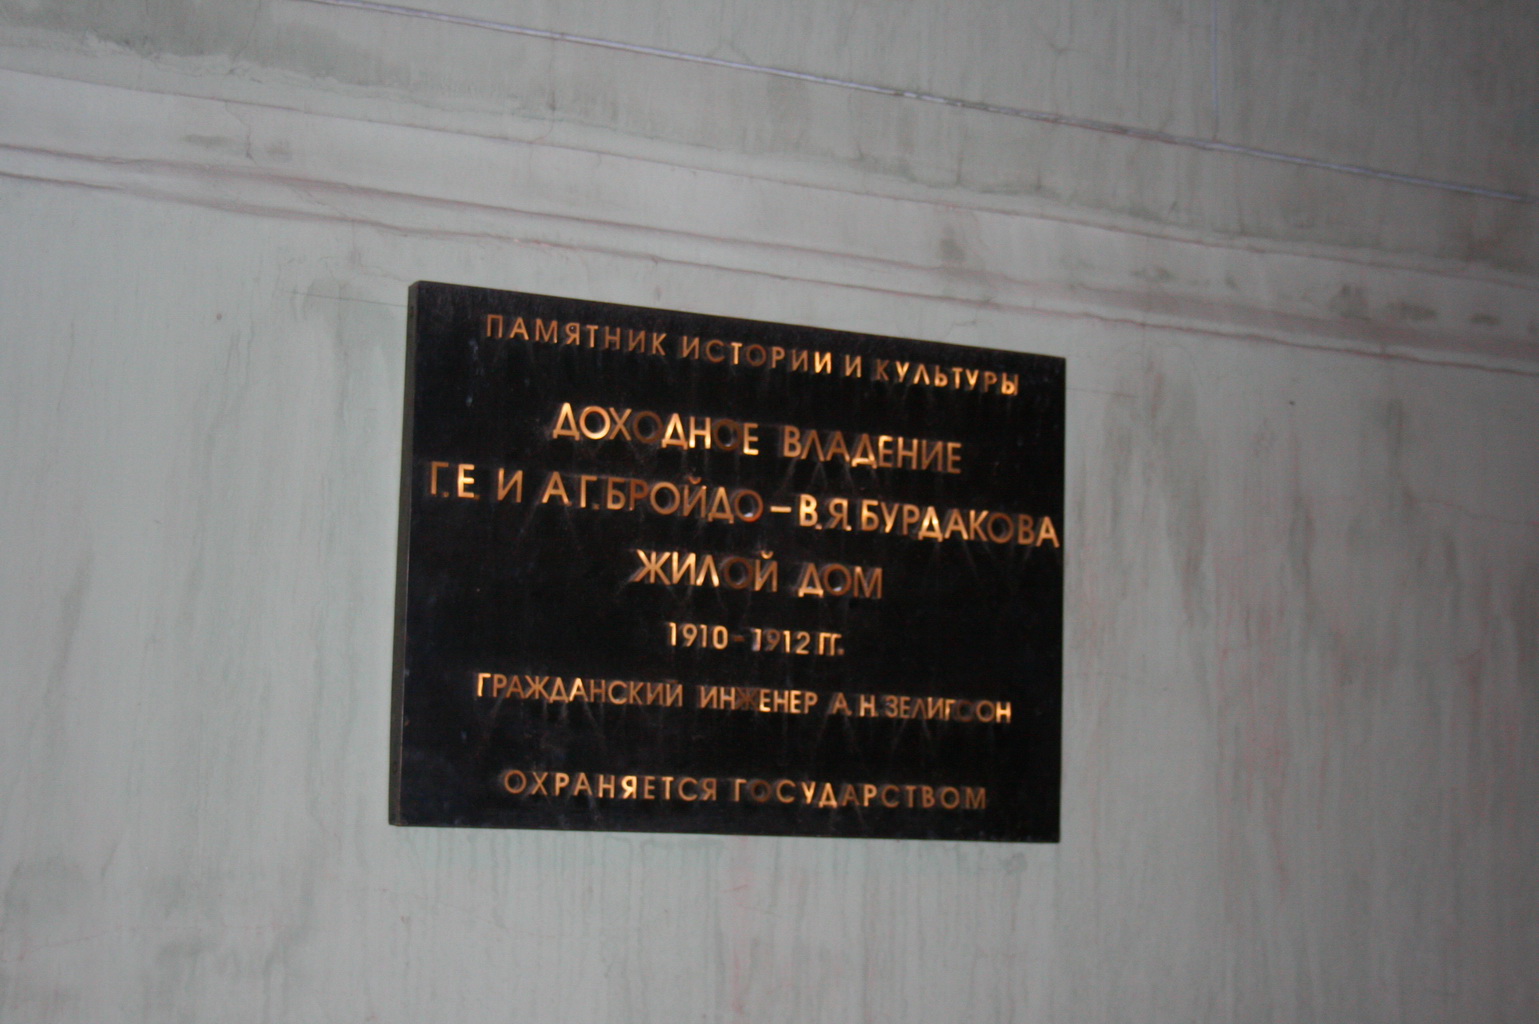 ПАМЯТНИК ИСТОРИИ И КУЛЬТУРЫ
ДОХОДНОЕ ВЛАДЕНИЕ
Г.Е. И А.Г. БРОЙДО – В.Я. БУРДАКОВА
ЖИЛОЙ ДОМ
1910 - 1912 ГГ.
ГРАЖДАНСКИЙ ИНЖЕНЕР А.Н. ЗЕЛИГСОН
ОХРАНЯЕТСЯ ГОСУДАРСТВОМ